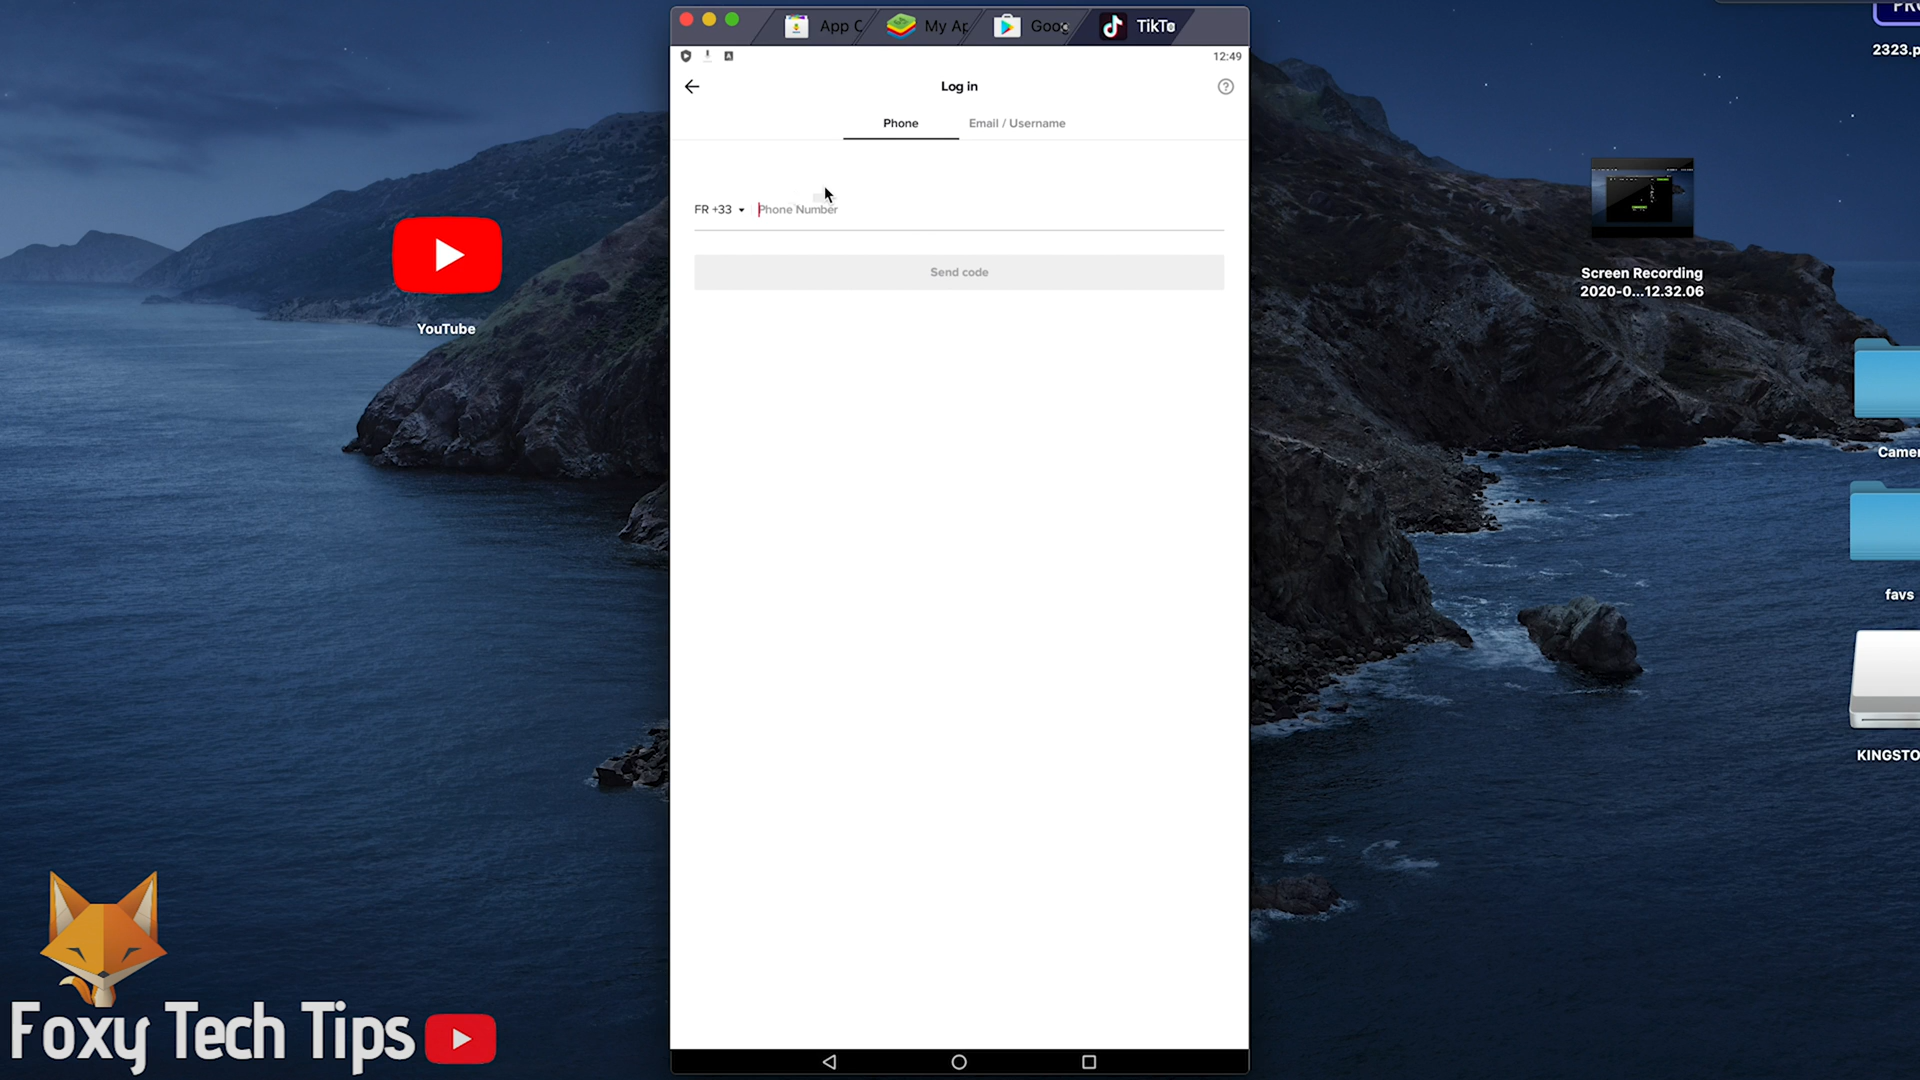 App C
My Ap
Goog
TikTo
12:49
Log in
Phone
Email / Username
FR +33
Phone Number
Send code
YouTube
2323.p
Screen Recording
2020-0...12.32.06
Camer
favs
KINGSTO
Foxy Tech Tips